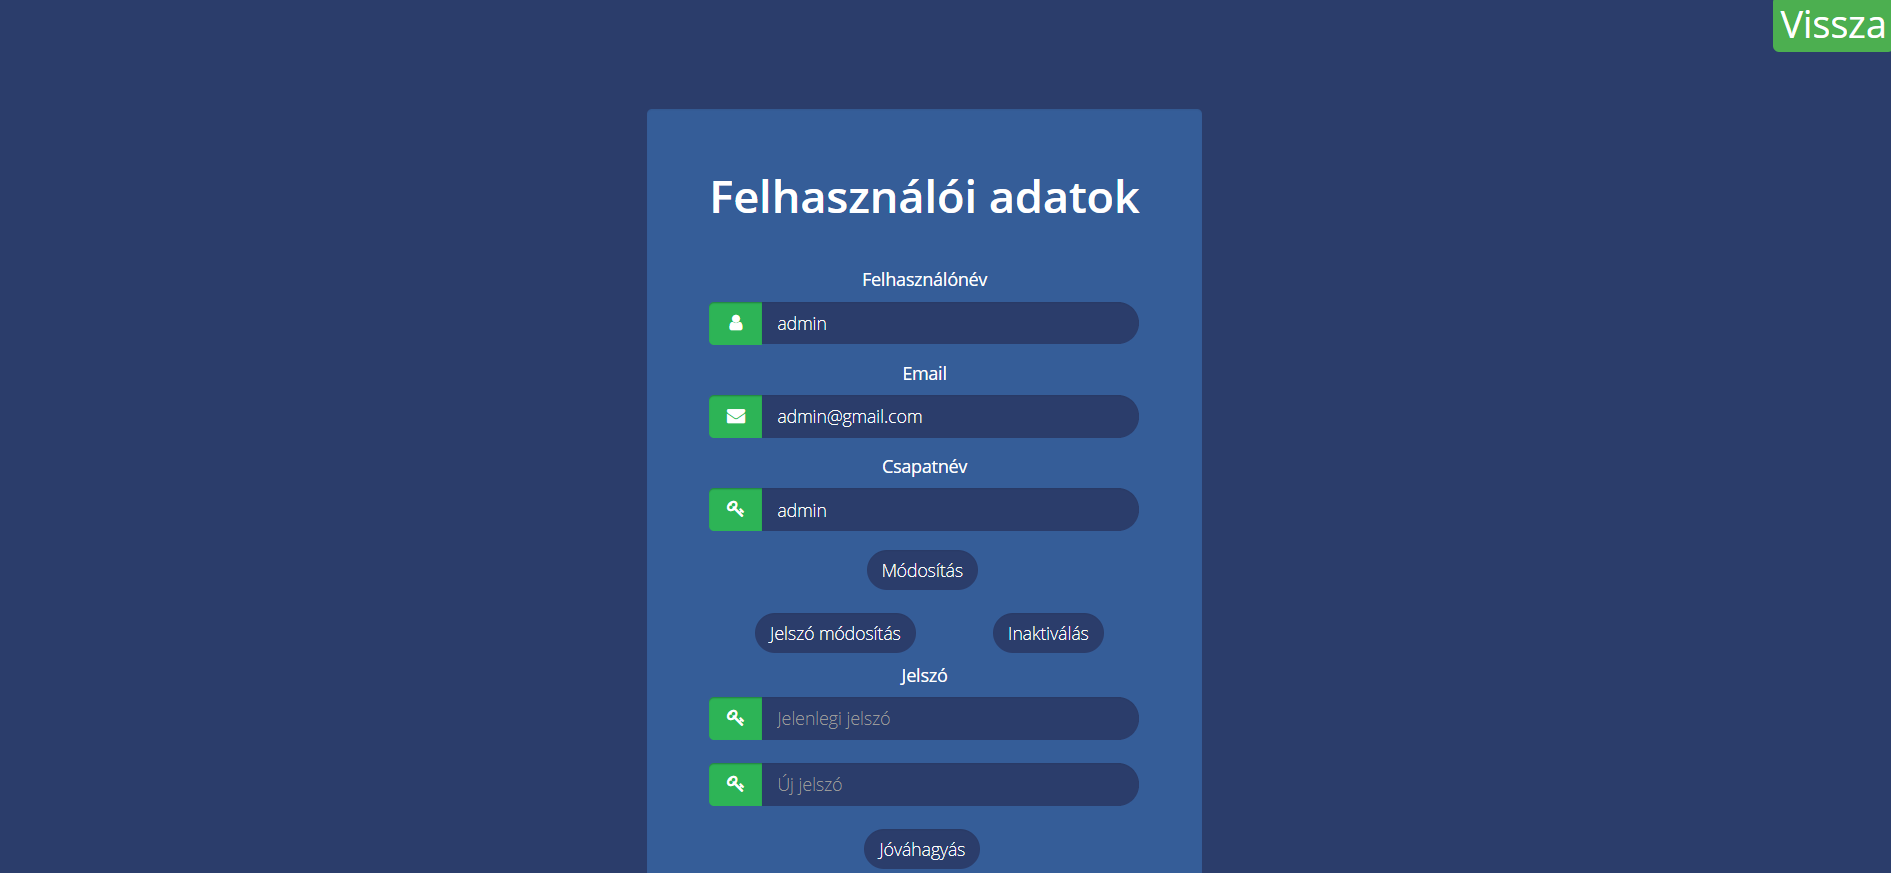 Vissza
Felhasználói adatok
Felhasználónév
admin
Email
admin@gmail.com
Csapatnév
admin
Módosítás
Jelszó módosítás
Inaktiválás
Jelszó
Jelenlegi jelszó
Új jelszó
Jóváhagyás